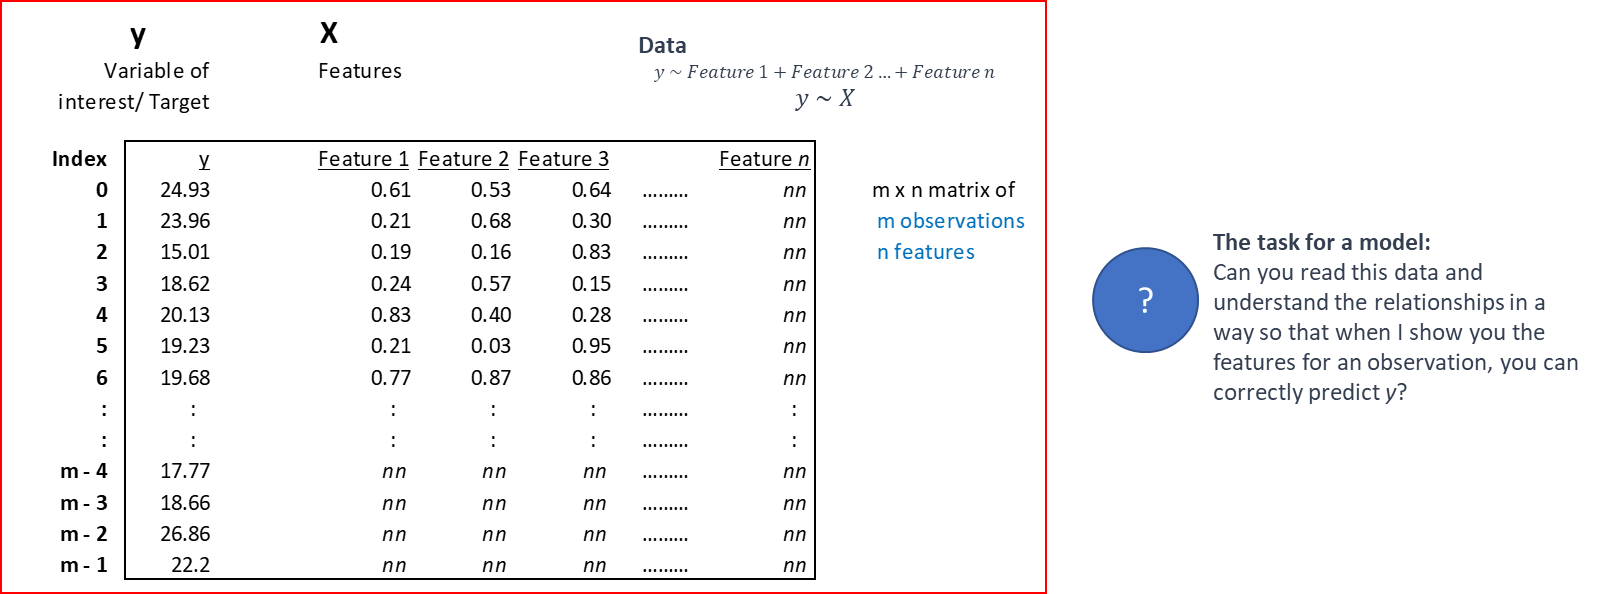 y X
Data
Variable of interest/ Target
Features
y ~ Feature 1 + Feature 2 ... + Feature n
y ~ X
Index y Feature 1 Feature 2 Feature 3 ......... Feature n
0 24.93 0.61 0.53 0.64 ......... nn m x n matrix of
1 23.96 0.21 0.68 0.30 ......... nn m observations
2 15.01 0.19 0.16 0.83 ......... nn n features
3 18.62 0.24 0.57 0.15 ......... nn
4 20.13 0.83 0.40 0.28 ......... nn
5 19.23 0.21 0.03 0.95 ......... nn
6 19.68 0.77 0.87 0.86 ......... nn
: : : : : ......... :
: : : : : ......... :
m - 4 17.77 nn nn nn ......... nn
m - 3 18.66 nn nn nn ......... nn
m - 2 26.86 nn nn nn ......... nn
m - 1 22.2 nn nn nn ......... nn
?
The task for a model:
Can you read this data and
understand the relationships in a
way so that when I show you the
features for an observation, you can
correctly predict y?